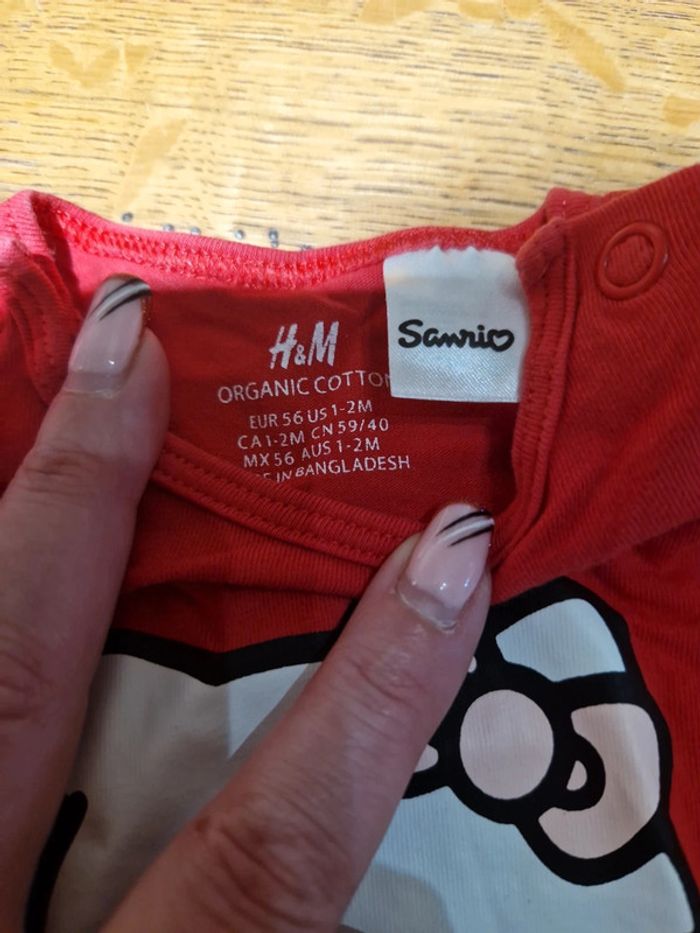 H&M
Sanrio
ORGANIC COTTO
EUR 56 US 1-2M
CA 1-2M CN 59/40
MX 56 AUS 1-2M
IN BANGLADESH